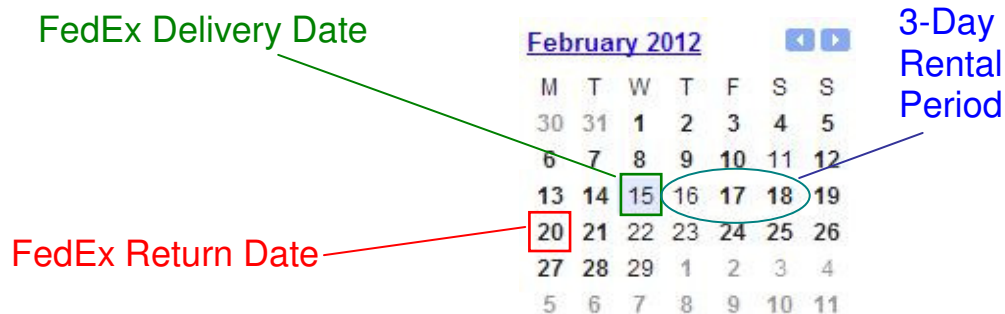 FedEx Delivery Date
February 2012
3-Day
Rental
Period
M T W T F S S
30 31 1 2 3 4 5
6 7 8 9 10 11 12
13 14 15 16 17 18 19
20 21 22 23 24 25 26
27 28 29 1 2 3 4
5 6 7 8 9 10 11
FedEx Return Date